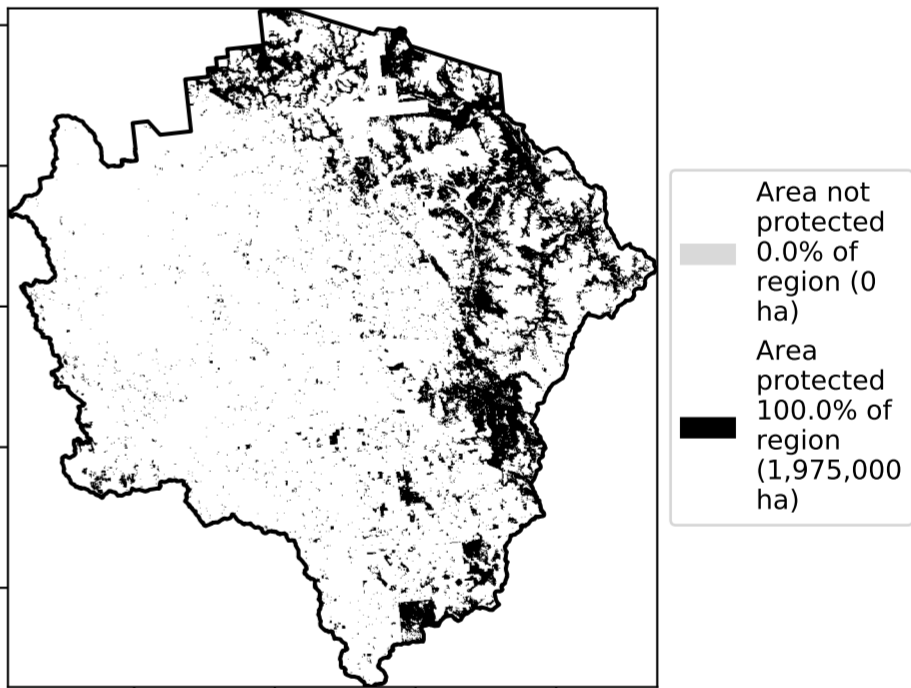 Area not
protected
0.0% of
region (0
ha)
Area
protected
100.0% of
region
(1,975,000
ha)